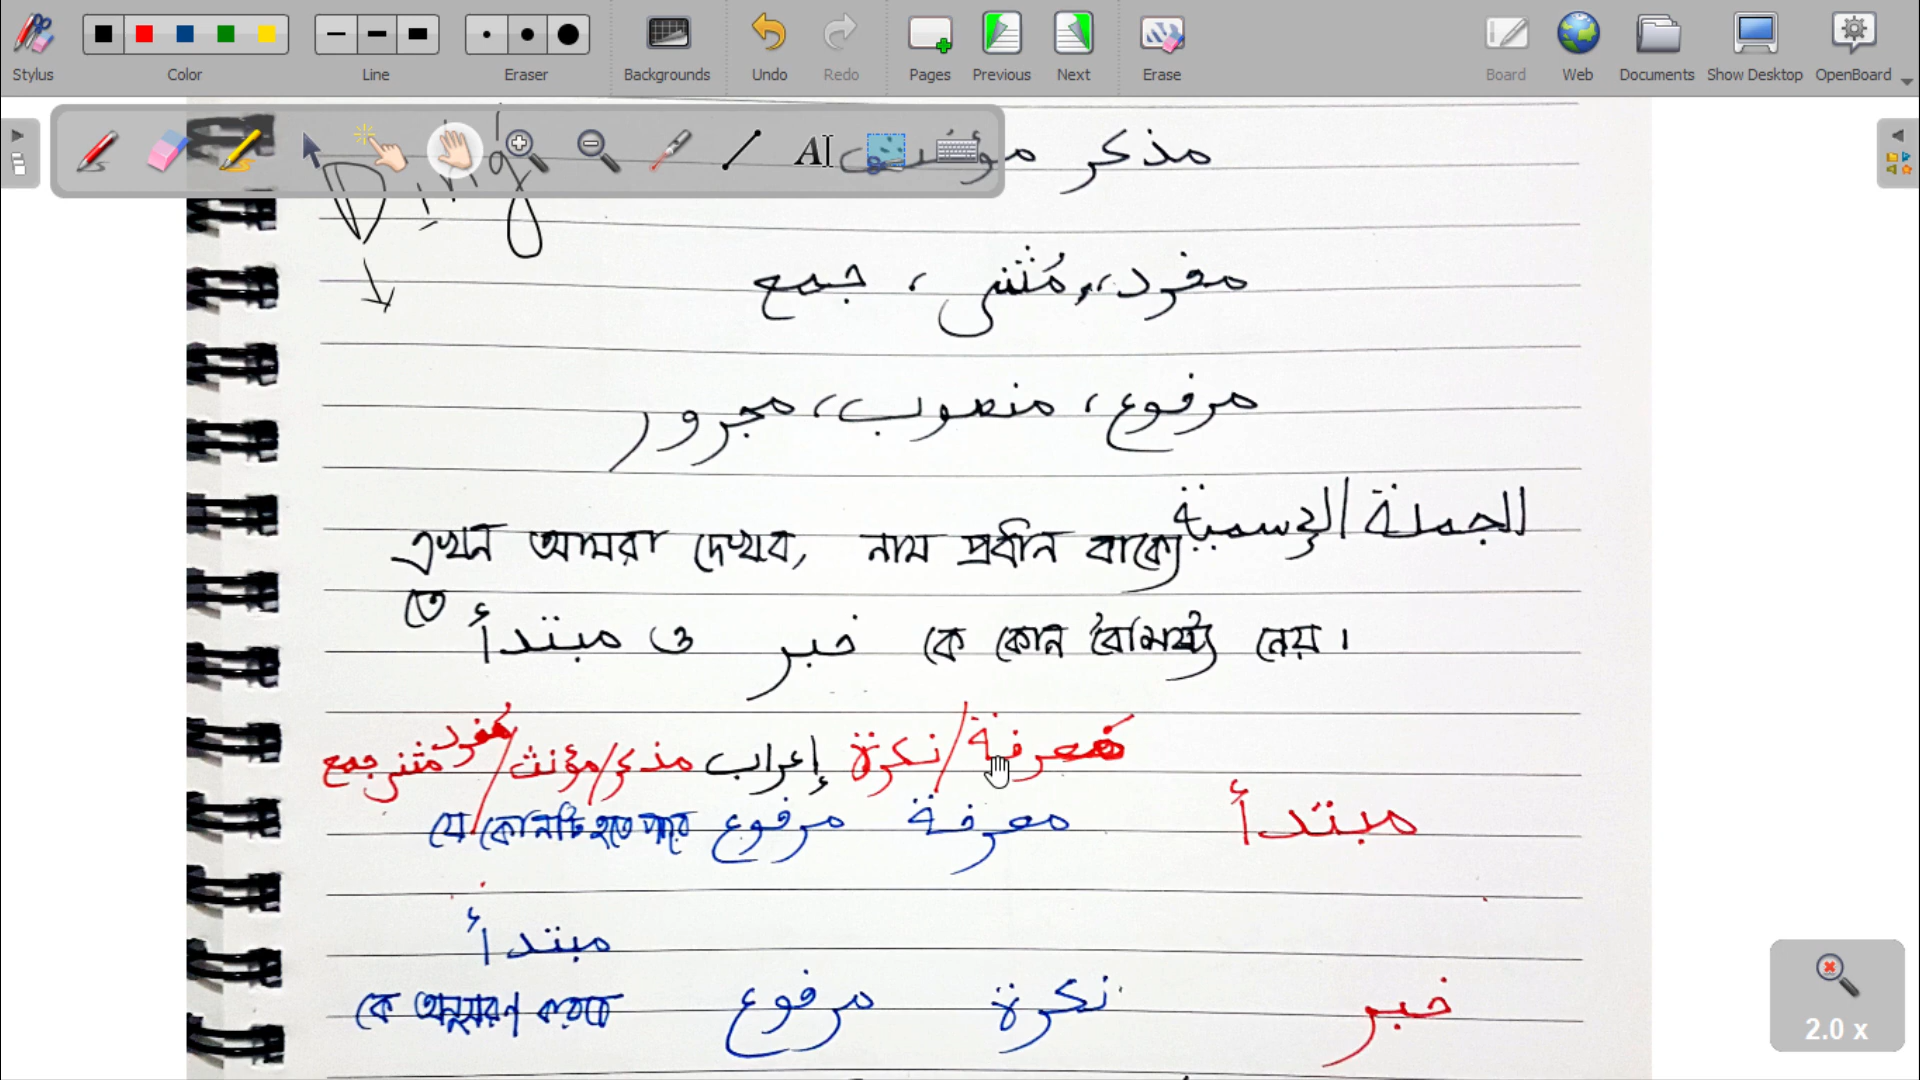 Stylus Color Line Eraser Backgrounds Undo Redo Pages Previous Next Erase Board Web Documents Show Desktop OpenBoard
مذكر مؤنث
مفرد، مُثنى، جمع
مرفوع، منصوب، مجرور
الجملة الإسمية
এখন আমরা দেখব, নাম প্রধান বাক্যে
তে
مبتدأ ও خبر কে কোন বৈশিষ্ট্য নেয়।
معرفة/نكرة إعراب مذكر/مؤنث/مفرد مثنى جمع
مبتدأ معرفة مرفوع যে কোনটি হতে পারে
مبتدأ
خبر نكرة مرفوع কে অনুসরণ করবে
2.0 x